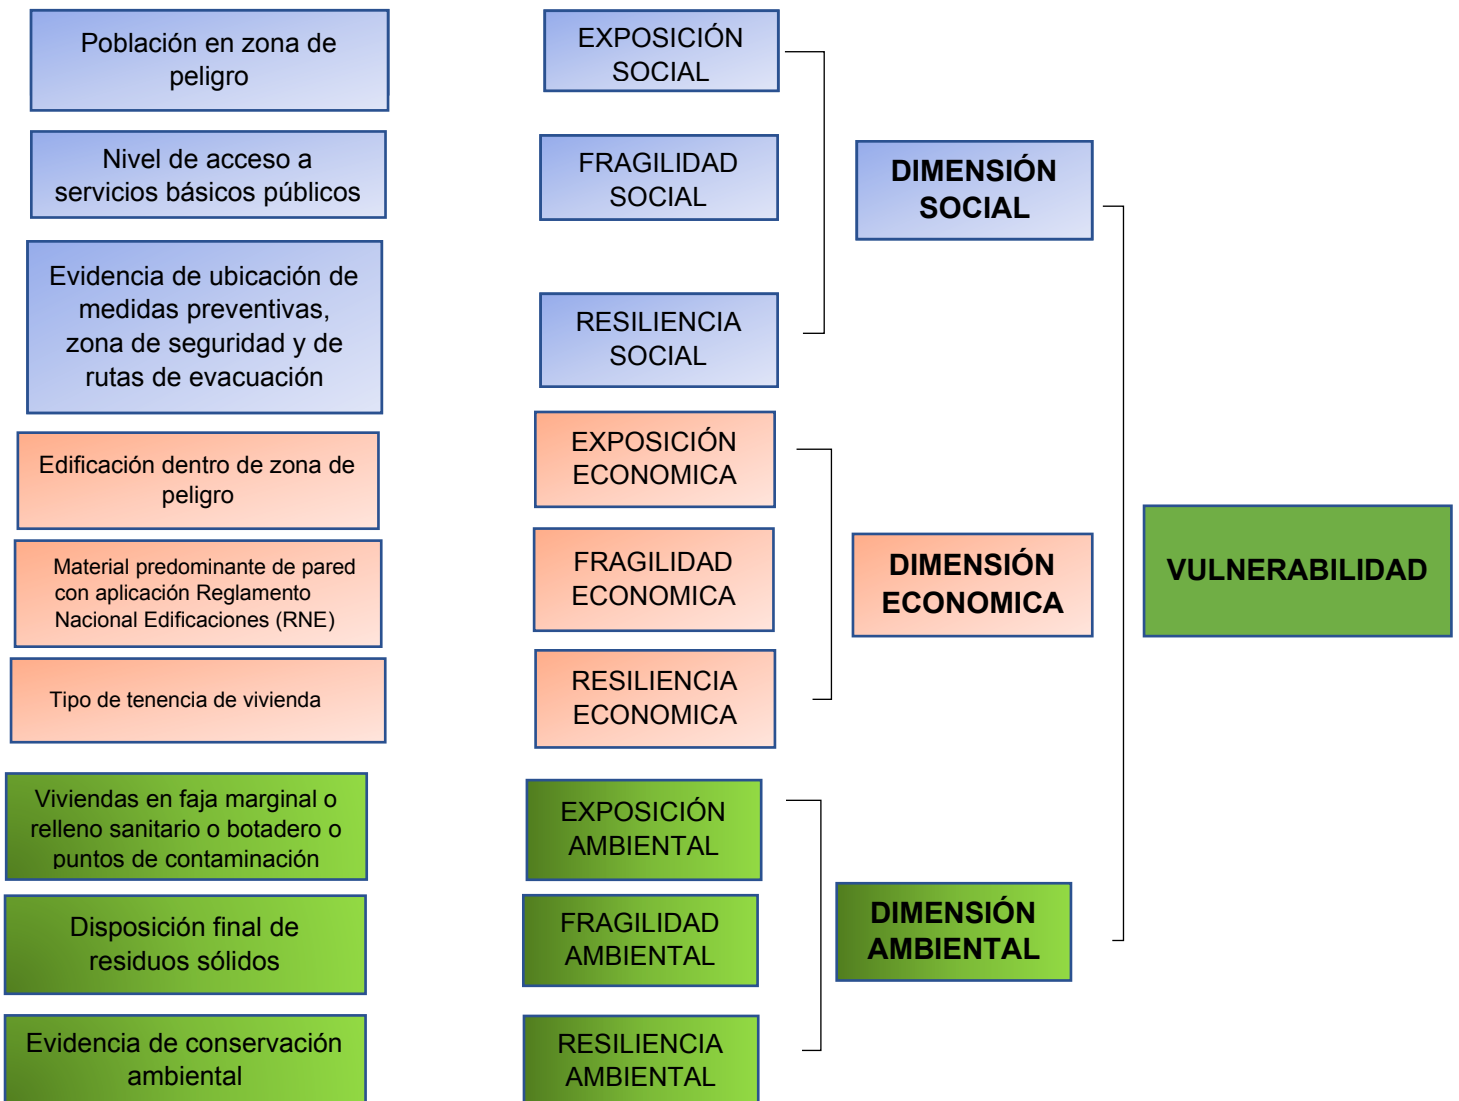 Población en zona de
peligro
EXPOSICIÓN
SOCIAL
Nivel de acceso a
servicios básicos públicos
FRAGILIDAD
SOCIAL
DIMENSIÓN
SOCIAL
Evidencia de ubicación de
medidas preventivas,
zona de seguridad y de
rutas de evacuación
RESILIENCIA
SOCIAL
Edificación dentro de zona de
peligro
EXPOSICIÓN
ECONOMICA
Material predominante de pared
con aplicación Reglamento
Nacional Edificaciones (RNE)
FRAGILIDAD
ECONOMICA
DIMENSIÓN
ECONOMICA
VULNERABILIDAD
Tipo de tenencia de vivienda
RESILIENCIA
ECONOMICA
Viviendas en faja marginal o
relleno sanitario o botadero o
puntos de contaminación
EXPOSICIÓN
AMBIENTAL
Disposición final de
residuos sólidos
FRAGILIDAD
AMBIENTAL
DIMENSIÓN
AMBIENTAL
Evidencia de conservación
ambiental
RESILIENCIA
AMBIENTAL